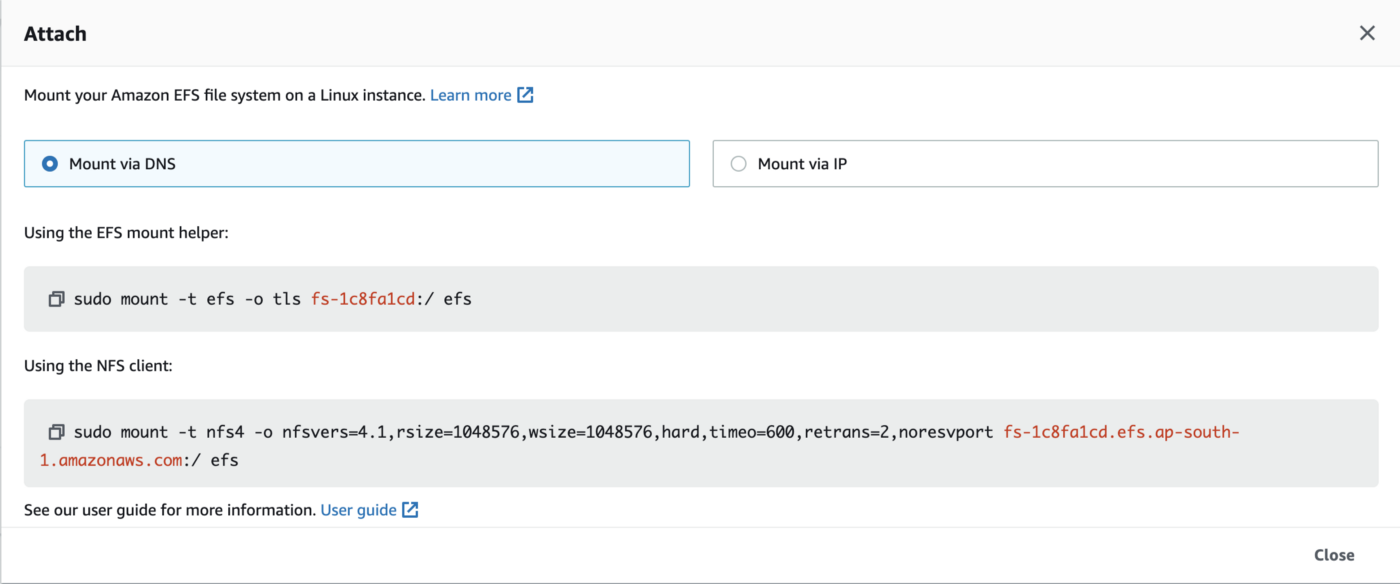 Attach
Mount your Amazon EFS file system on a Linux instance. Learn more
Mount via DNS
Mount via IP
Using the EFS mount helper:
sudo mount -t efs -o tls fs-1c8fa1cd:/ efs
Using the NFS client:
sudo mount -t nfs4 -o nfsvers=4.1,rsize=1048576,wsize=1048576,hard,timeo=600,retrans=2,noresvport fs-1c8fa1cd.efs.ap-south-
1.amazonaws.com:/ efs
See our user guide for more information. User guide
Close